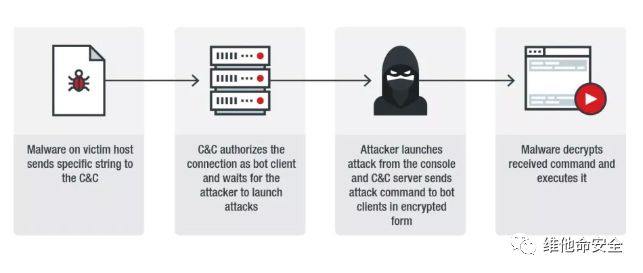 Malware on victim host
sends specific string to
the C&C
C&C authorizes the
connection as bot client
and waits for the
attacker to launch
attacks
Attacker launches
attack from the console
and C&C server sends
attack command to bot
clients in encrypted
form
Malware decrypts
received command and
executes it
维他命安全